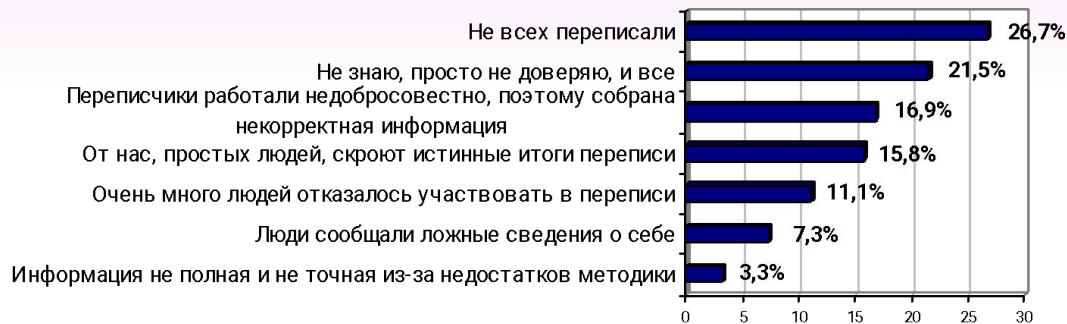 Не всех переписали 26,7%
Не знаю, просто не доверяю, и все 21,5%
Переписчики работали недобросовестно, поэтому собрана
некорректная информация 16,9%
От нас, простых людей, скроют истинные итоги переписи 15,8%
Очень много людей отказалось участвовать в переписи 11,1%
Люди сообщали ложные сведения о себе 7,3%
Информация не полная и не точная из-за недостатков методики 3,3%
0 5 10 15 20 25 30